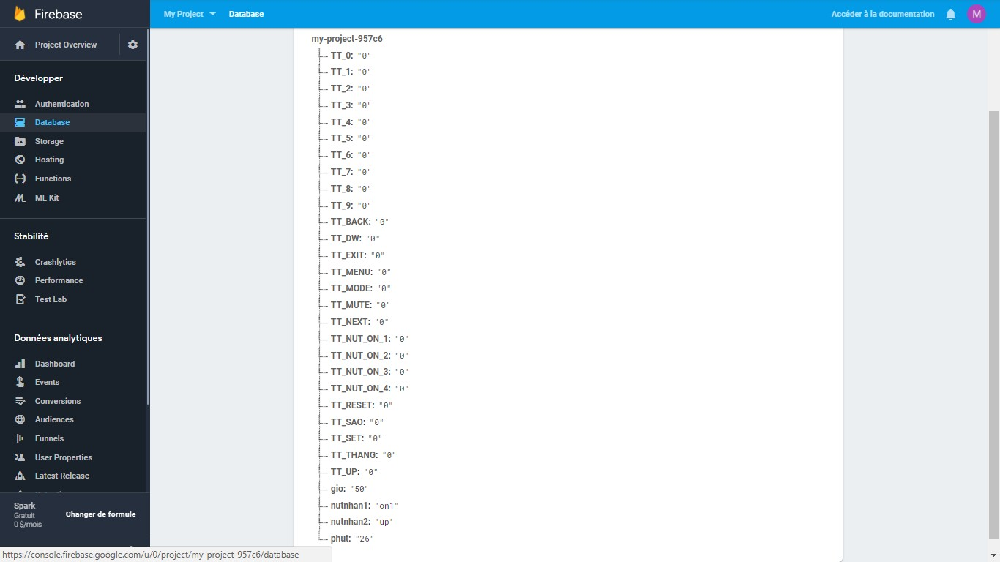 Firebase
My Project
Database
Accéder à la documentation
M
Project Overview
Développer
Authentication
Database
Storage
Hosting
Functions
ML Kit
Stabilité
Crashlytics
Performance
Test Lab
Données analytiques
Dashboard
Events
Conversions
Audiences
Funnels
User Properties
Latest Release
Spark
Gratuit
0 $/mois
Changer de formule
my-project-957c6
TT_0: "0"
TT_1: "0"
TT_2: "0"
TT_3: "0"
TT_4: "0"
TT_5: "0"
TT_6: "0"
TT_7: "0"
TT_8: "0"
TT_9: "0"
TT_BACK: "0"
TT_DW: "0"
TT_EXIT: "0"
TT_MENU: "0"
TT_MODE: "0"
TT_MUTE: "0"
TT_NEXT: "0"
TT_NUT_ON_1: "0"
TT_NUT_ON_2: "0"
TT_NUT_ON_3: "0"
TT_NUT_ON_4: "0"
TT_RESET: "0"
TT_SAO: "0"
TT_SET: "0"
TT_THANG: "0"
TT_UP: "0"
gio: "50"
nutnhan1: "on1"
nutnhan2: "up"
phut: "26"
https://console.firebase.google.com/u/0/project/my-project-957c6/database